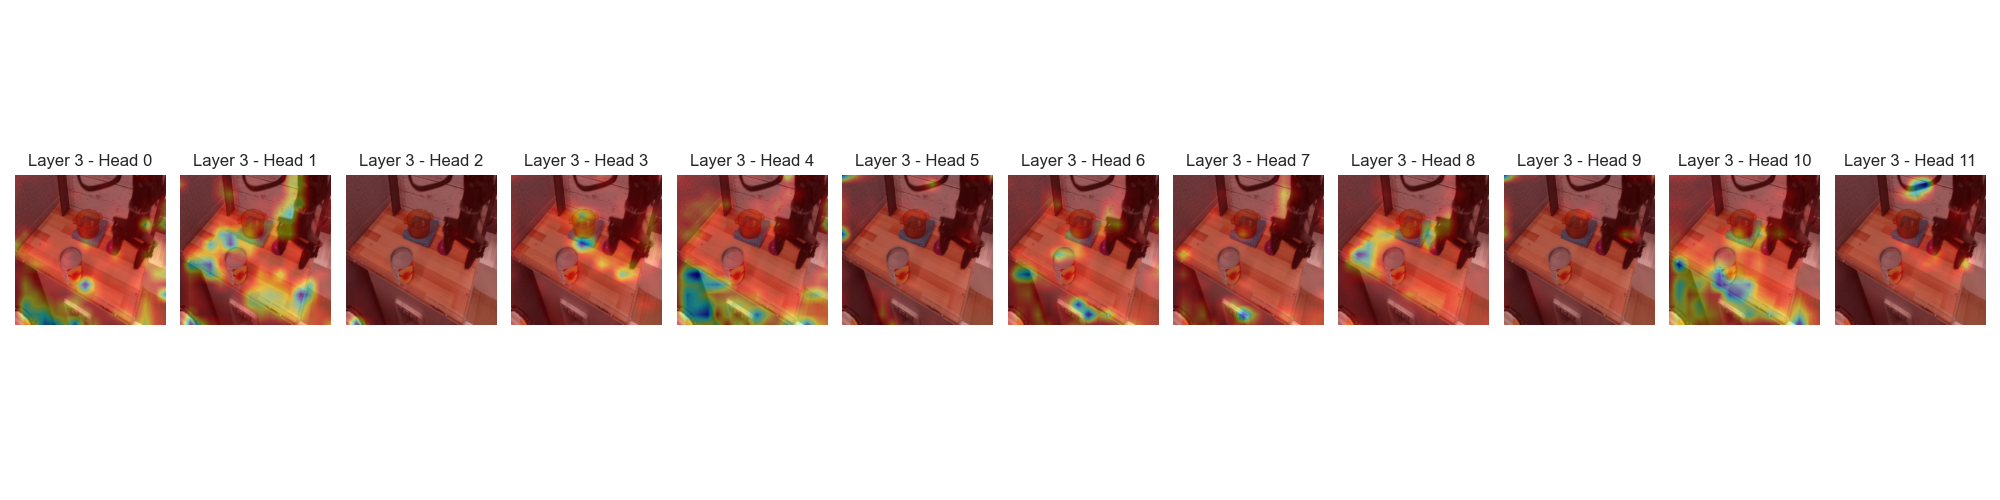 Layer 3 - Head 0
Layer 3 - Head 1
Layer 3 - Head 2
Layer 3 - Head 3
Layer 3 - Head 4
Layer 3 - Head 5
Layer 3 - Head 6
Layer 3 - Head 7
Layer 3 - Head 8
Layer 3 - Head 9
Layer 3 - Head 10
Layer 3 - Head 11